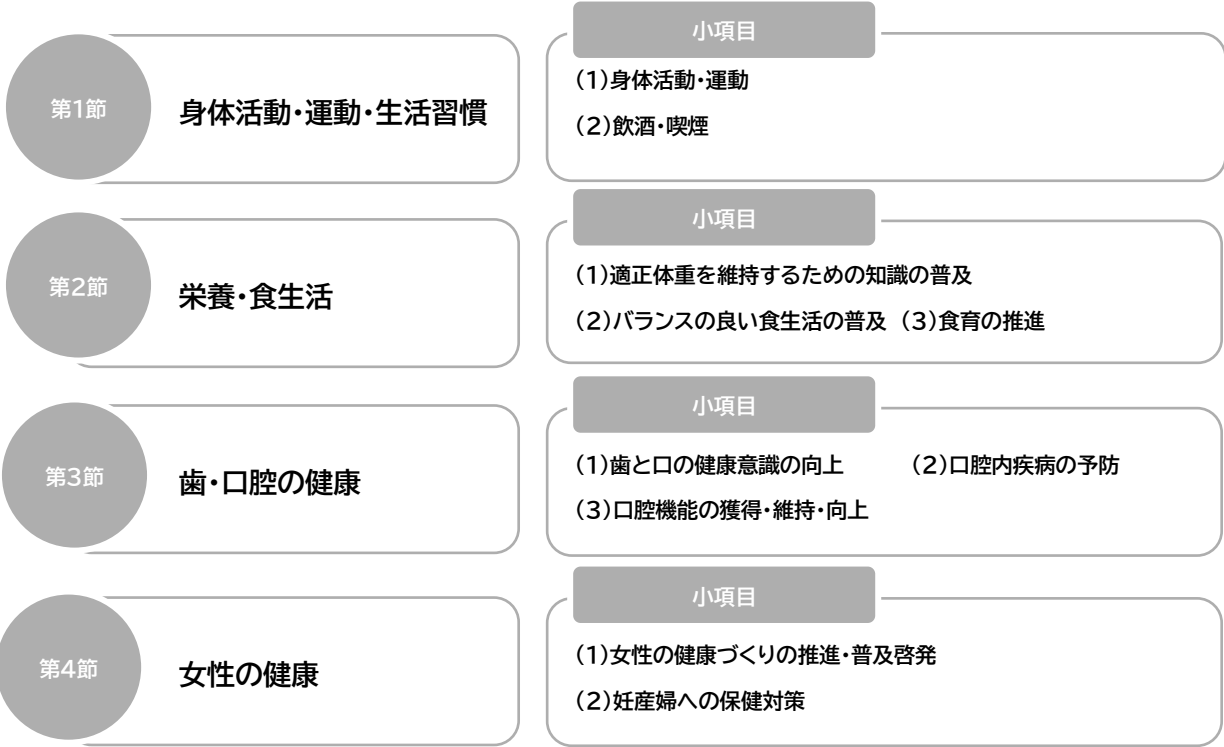 小項目
第1節
身体活動・運動・生活習慣
(1)身体活動・運動
(2)飲酒・喫煙
小項目
第2節
栄養・食生活
(1)適正体重を維持するための知識の普及
(2)バランスの良い食生活の普及 (3)食育の推進
小項目
第3節
歯・口腔の健康
(1)歯と口の健康意識の向上 (2)口腔内疾病の予防
(3)口腔機能の獲得・維持・向上
小項目
第4節
女性の健康
(1)女性の健康づくりの推進・普及啓発
(2)妊産婦への保健対策